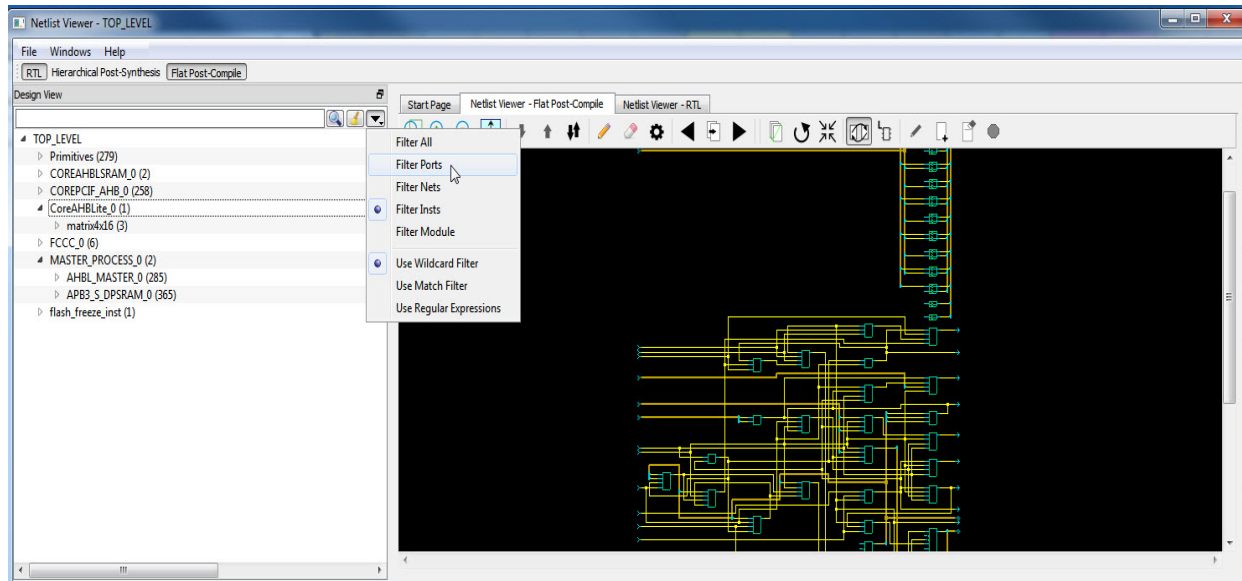 Netlist Viewer - TOP_LEVEL
File Windows Help
RTL Hierarchical Post-Synthesis Flat Post-Compile
Design View
Start Page Netlist Viewer - Flat Post-Compile Netlist Viewer - RTL
TOP_LEVEL
Primitives (279)
COREAHBLSRAM_0 (2)
COREPCIF_AHB_0 (258)
CoreAHBLite_0 (1)
matrix4x16 (3)
FCCC_0 (6)
MASTER_PROCESS_0 (2)
AHBL_MASTER_0 (285)
APB3_S_DPSRAM_0 (365)
flash_freeze_inst (1)
Filter All
Filter Ports
Filter Nets
Filter Insts
Filter Module
Use Wildcard Filter
Use Match Filter
Use Regular Expressions